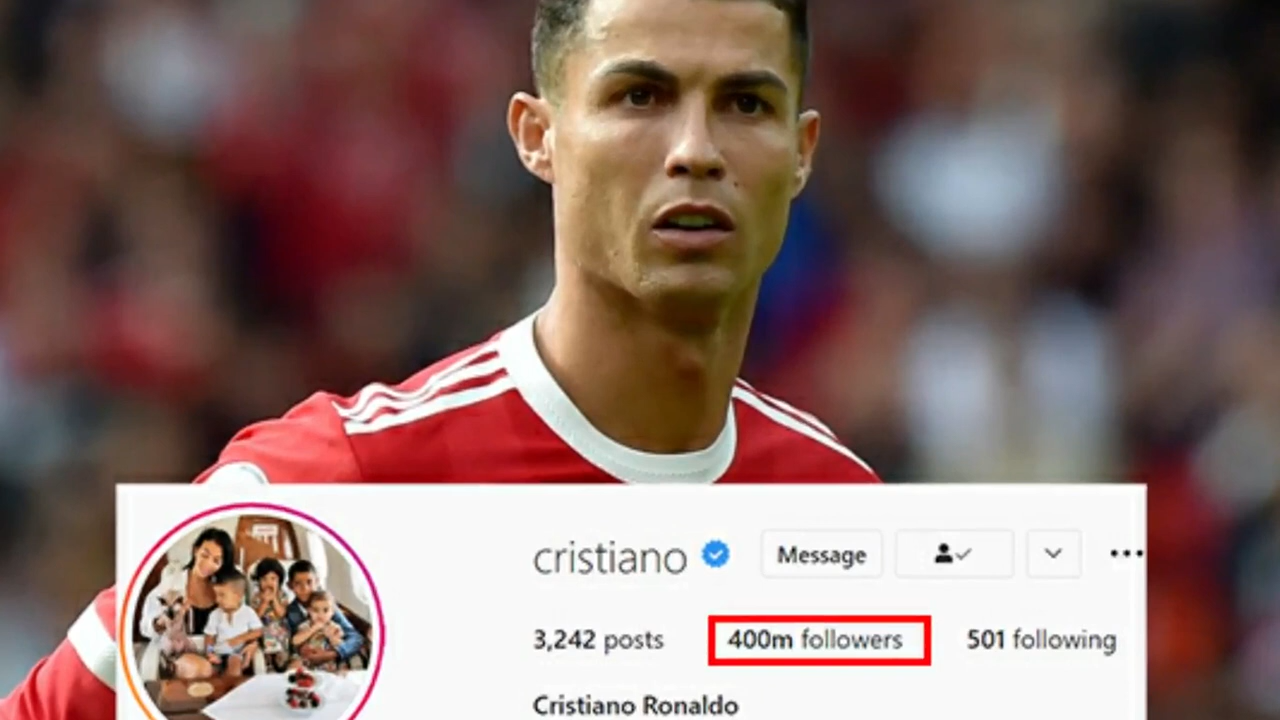 cristiano Message
3,242 posts 400m followers 501 following
Cristiano Ronaldo